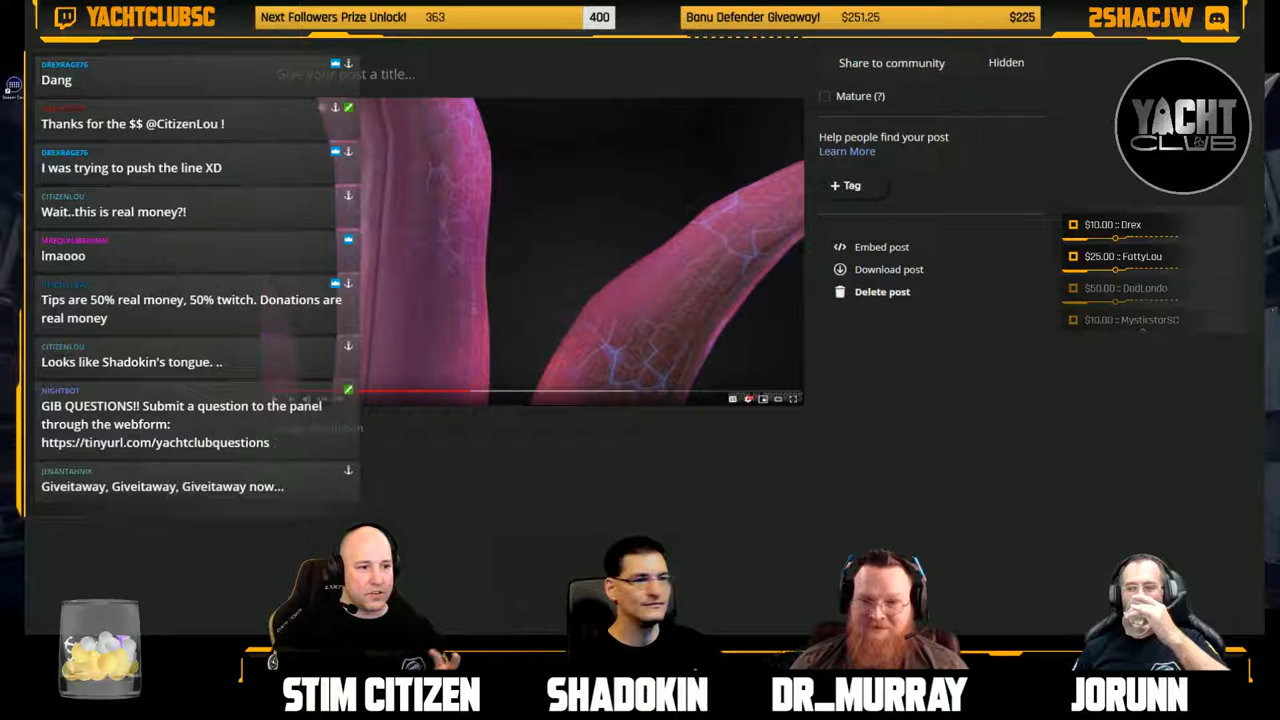 YACHTCLUBSC
Next Followers Prize Unlock! 363 400
Banu Defender Giveaway! $251.25 $225
2SHACJW
DREXRAGE76
Dang
Thanks for the $$ @CitizenLou !
DREXRAGE76
I was trying to push the line XD
CITIZENLOU
Wait..this is real money?!
lmaooo
Tips are 50% real money, 50% twitch. Donations are
real money
CITIZENLOU
Looks like Shadokin's tongue. ..
NIGHTBOT
GIB QUESTIONS!! Submit a question to the panel
through the webform:
https://tinyurl.com/yachtclubquestions
JENANTAHNIK
Giveitaway, Giveitaway, Giveitaway now...
Give your post a title...
Share to community
Hidden
Mature (?)
Help people find your post
Learn More
+ Tag
Embed post
Download post
Delete post
YACHT
CLUB
$10.00 :: Drex
$25.00 :: FattyLou
$50.00 :: DadLando
$10.00 :: MysticstarSC
STIM CITIZEN
SHADOKIN
DR_MURRAY
JORUNN